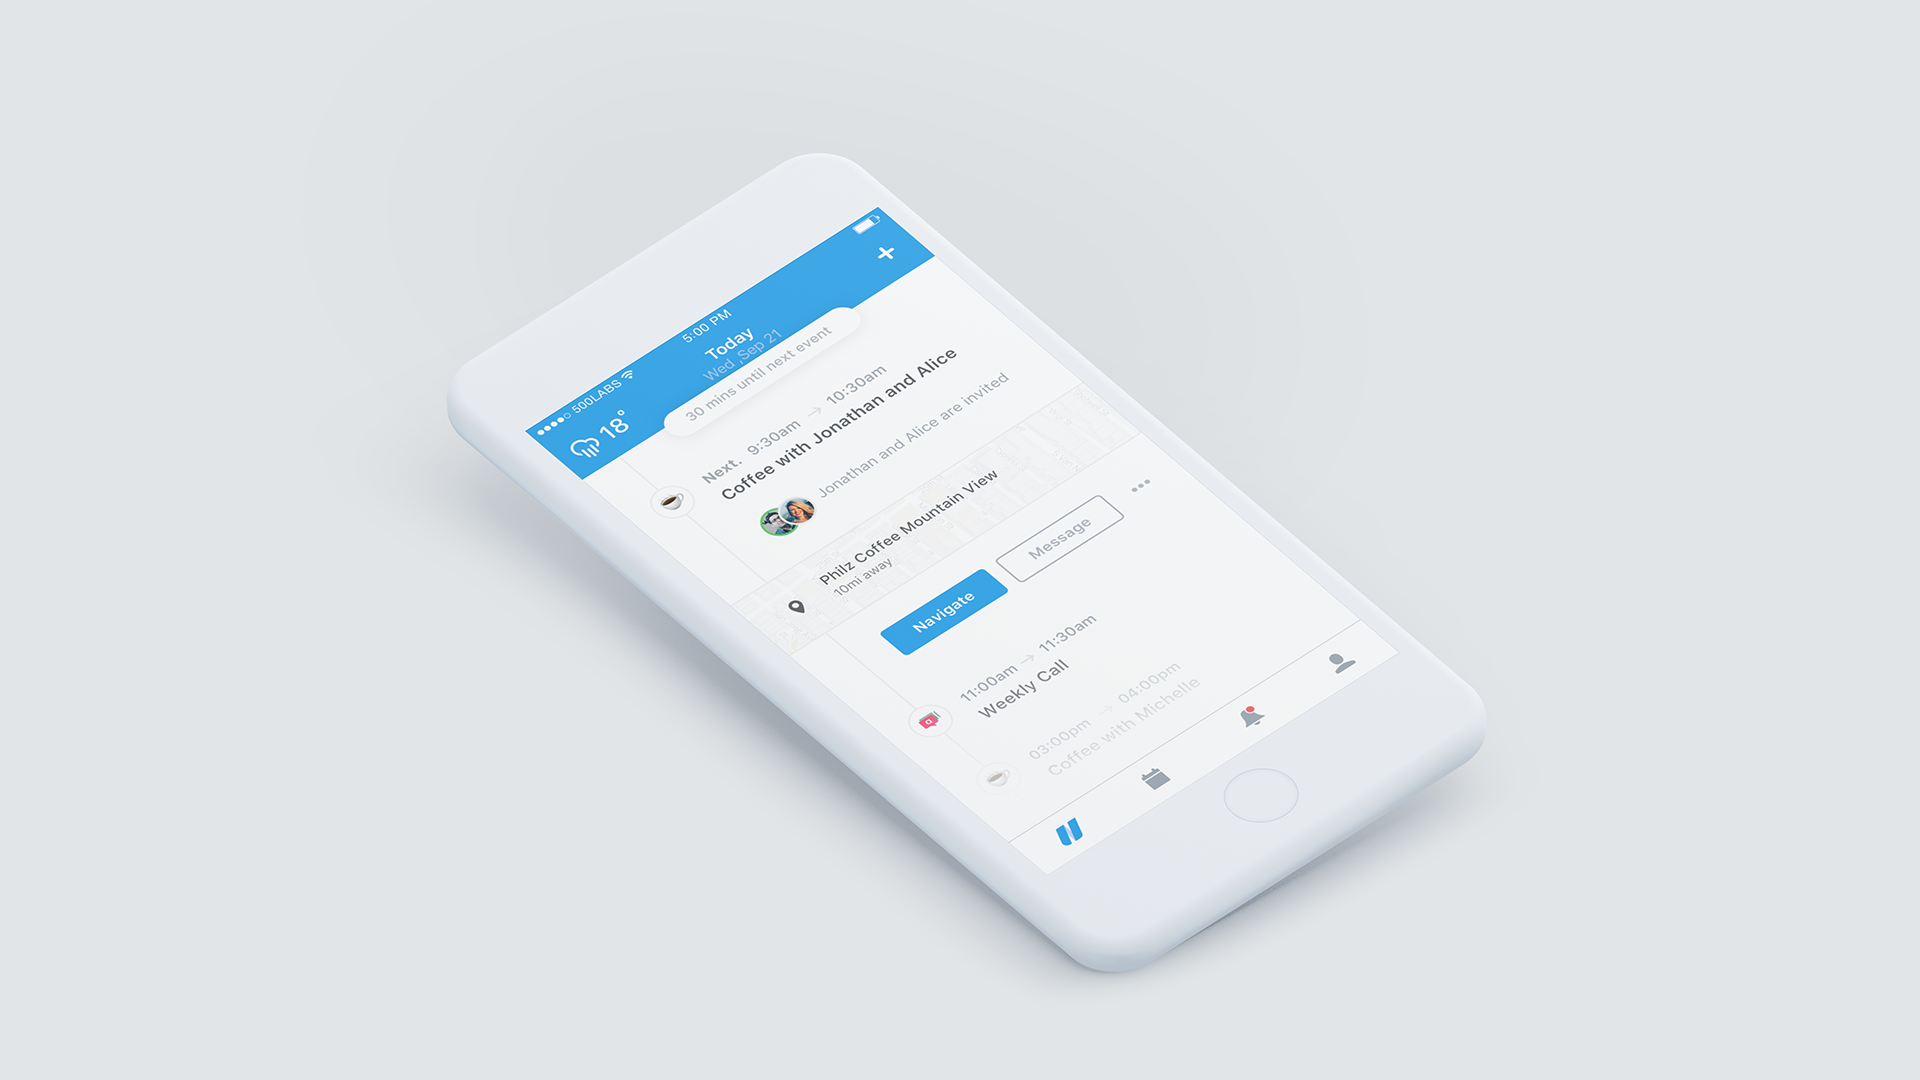 500LABS
5:00 PM
18°
Today
Wed ,Sep 21
30 mins until next event
Next. 9:30am → 10:30am
Coffee with Jonathan and Alice
Jonathan and Alice are invited
Philz Coffee Mountain View
10mi away
Navigate
Message
11:00am → 11:30am
Weekly Call
03:00pm → 04:00pm
Coffee with Michelle